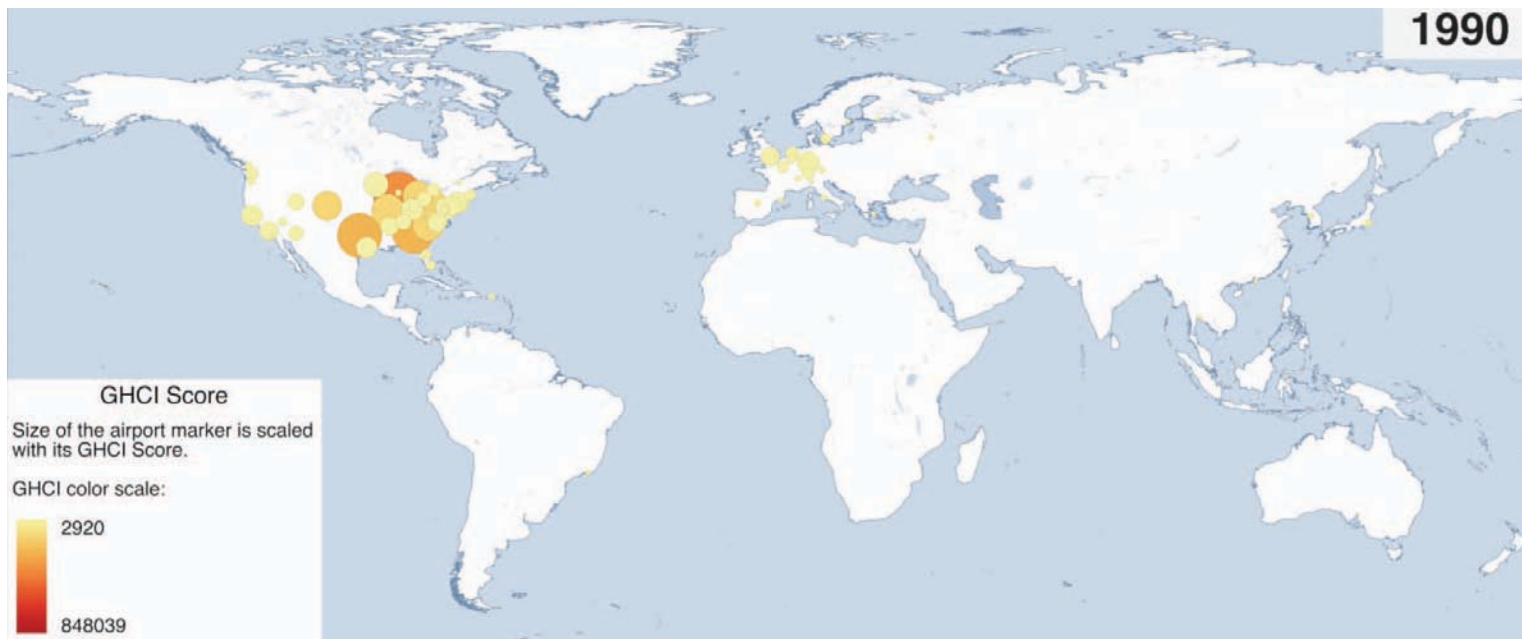 1990
GHCI Score
Size of the airport marker is scaled
with its GHCI Score.
GHCI color scale:
2920
848039